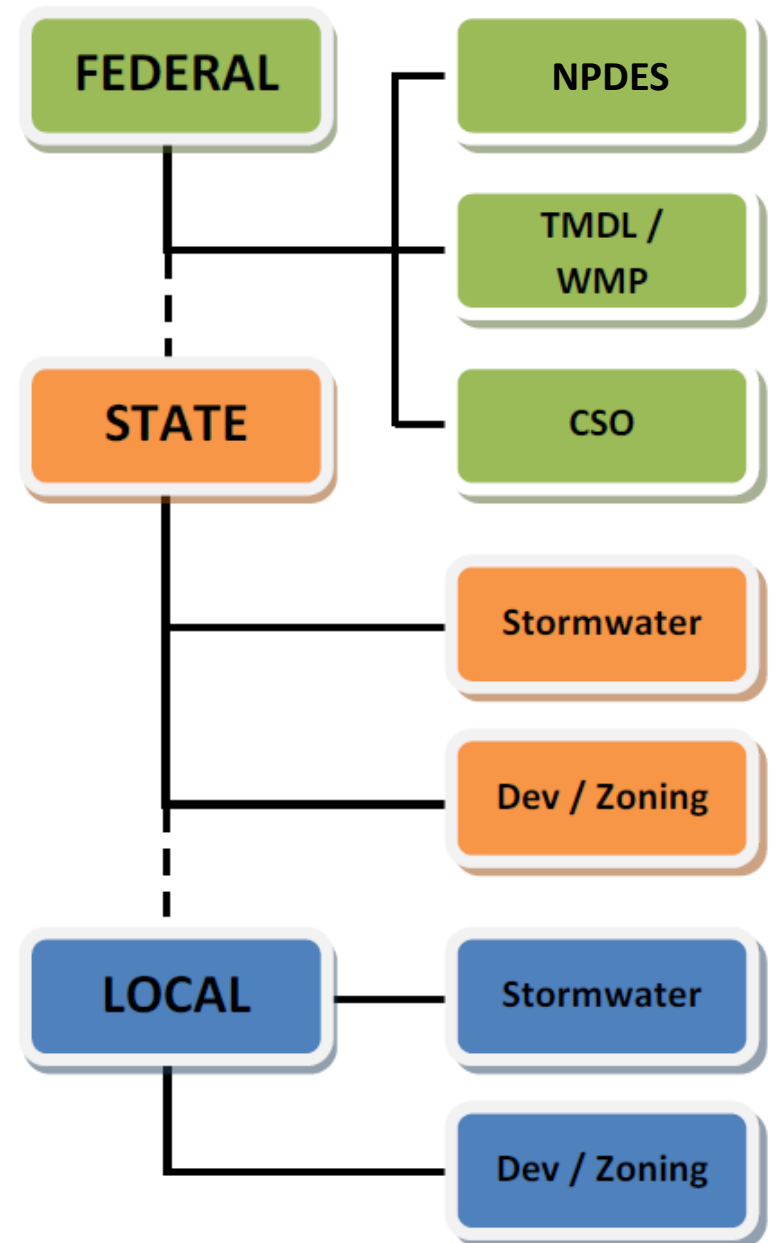 FEDERAL
NPDES
TMDL /
WMP
STATE
CSO
Stormwater
Dev / Zoning
LOCAL
Stormwater
Dev / Zoning